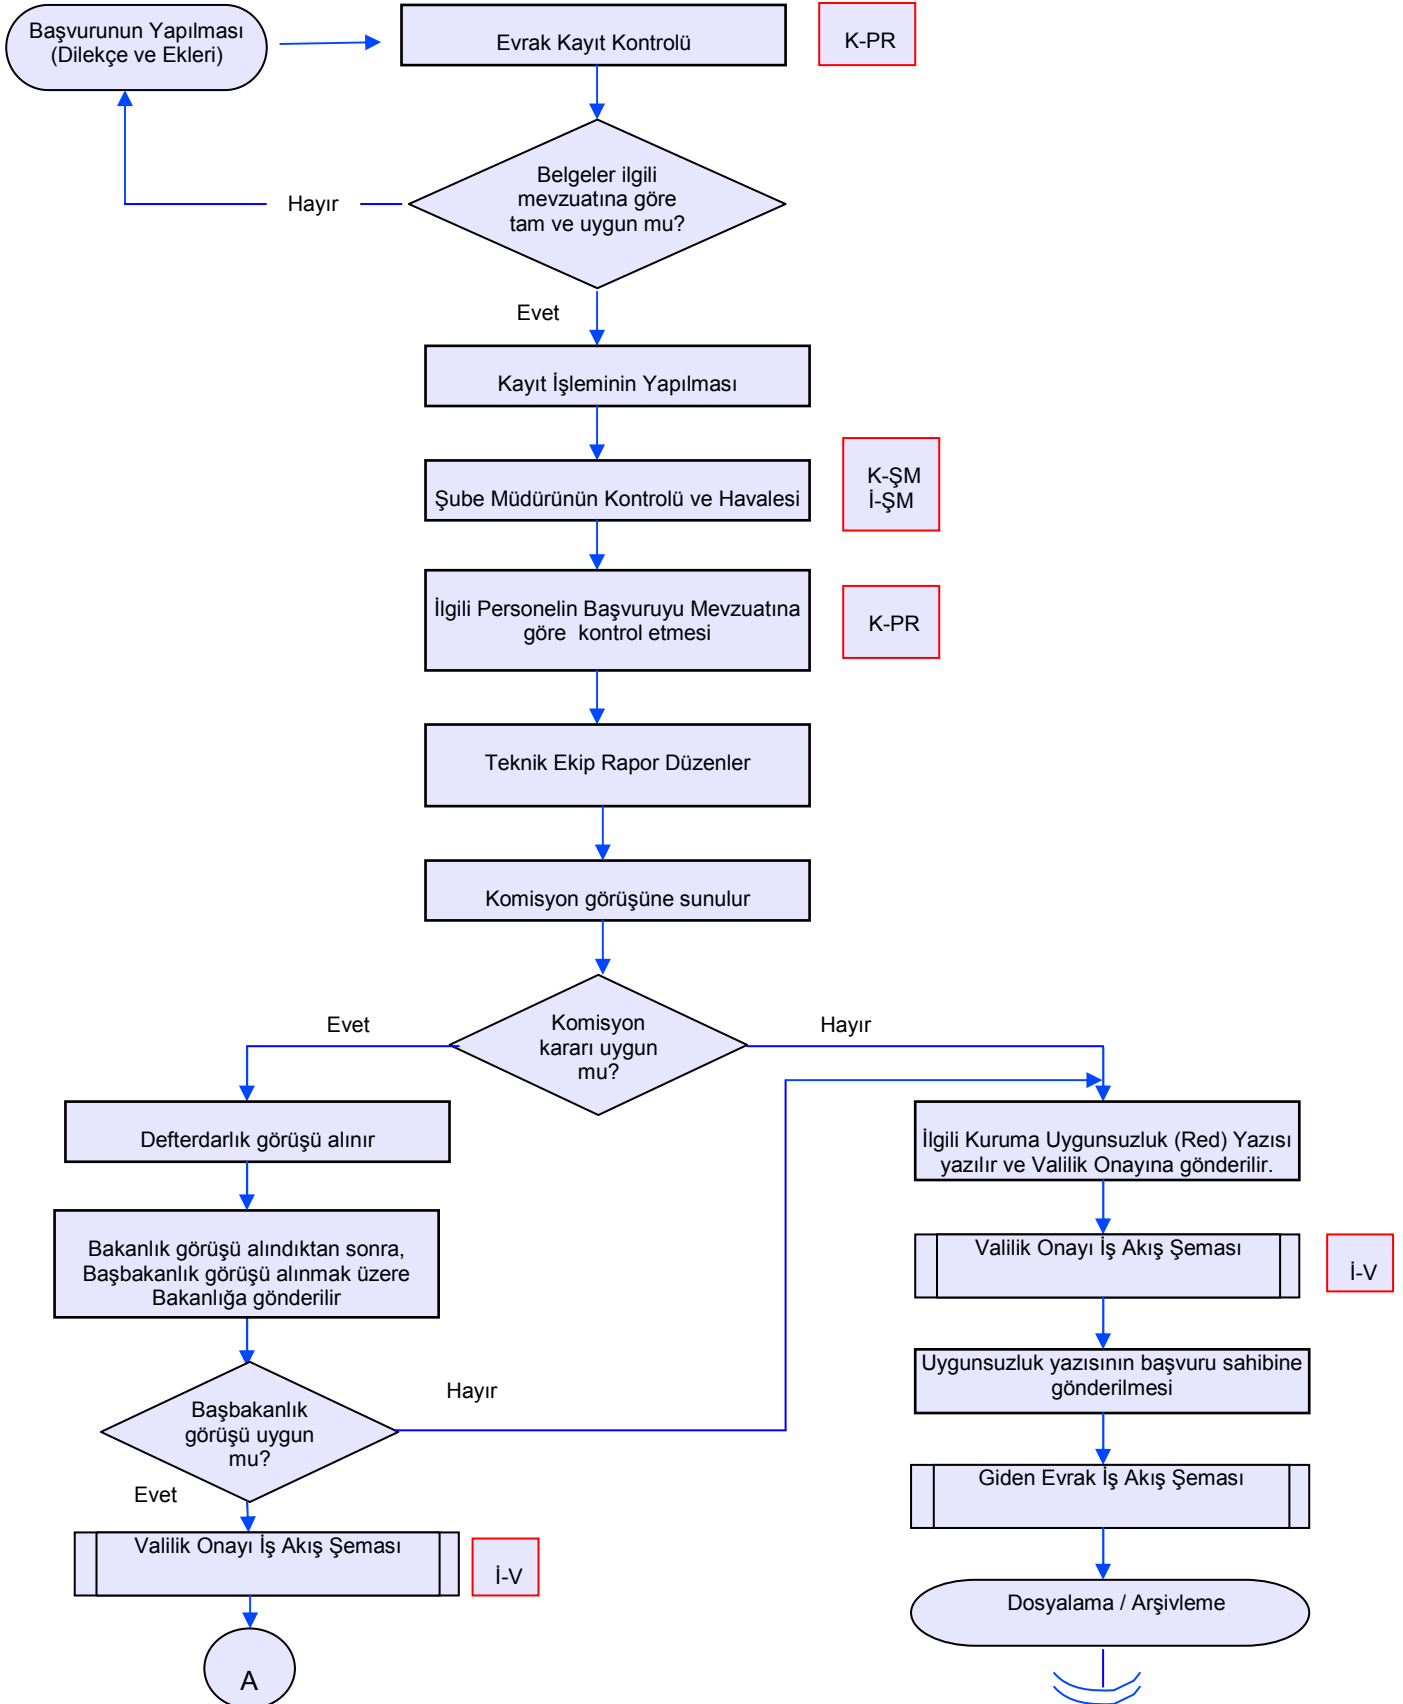 Başvurunun Yapılması
(Dilekçe ve Ekleri)
Evrak Kayıt Kontrolü
K-PR
Belgeler ilgili
mevzuatına göre
tam ve uygun mu?
Hayır
Evet
Kayıt İşleminin Yapılması
Şube Müdürünün Kontrolü ve Havalesi
K-ŞM
İ-ŞM
İlgili Personelin Başvuruyu Mevzuatına
göre  kontrol etmesi
K-PR
Teknik Ekip Rapor Düzenler
Komisyon görüşüne sunulur
Komisyon
kararı uygun
mu?
Evet
Hayır
Defterdarlık görüşü alınır
İlgili Kuruma Uygunsuzluk (Red) Yazısı
yazılır ve Valilik Onayına gönderilir.
Bakanlık görüşü alındıktan sonra,
Başbakanlık görüşü alınmak üzere
Bakanlığa gönderilir
Valilik Onayı İş Akış Şeması
İ-V
Başbakanlık
görüşü uygun
mu?
Hayır
Uygunsuzluk yazısının başvuru sahibine
gönderilmesi
Evet
Giden Evrak İş Akış Şeması
Valilik Onayı İş Akış Şeması
İ-V
Dosyalama / Arşivleme
A